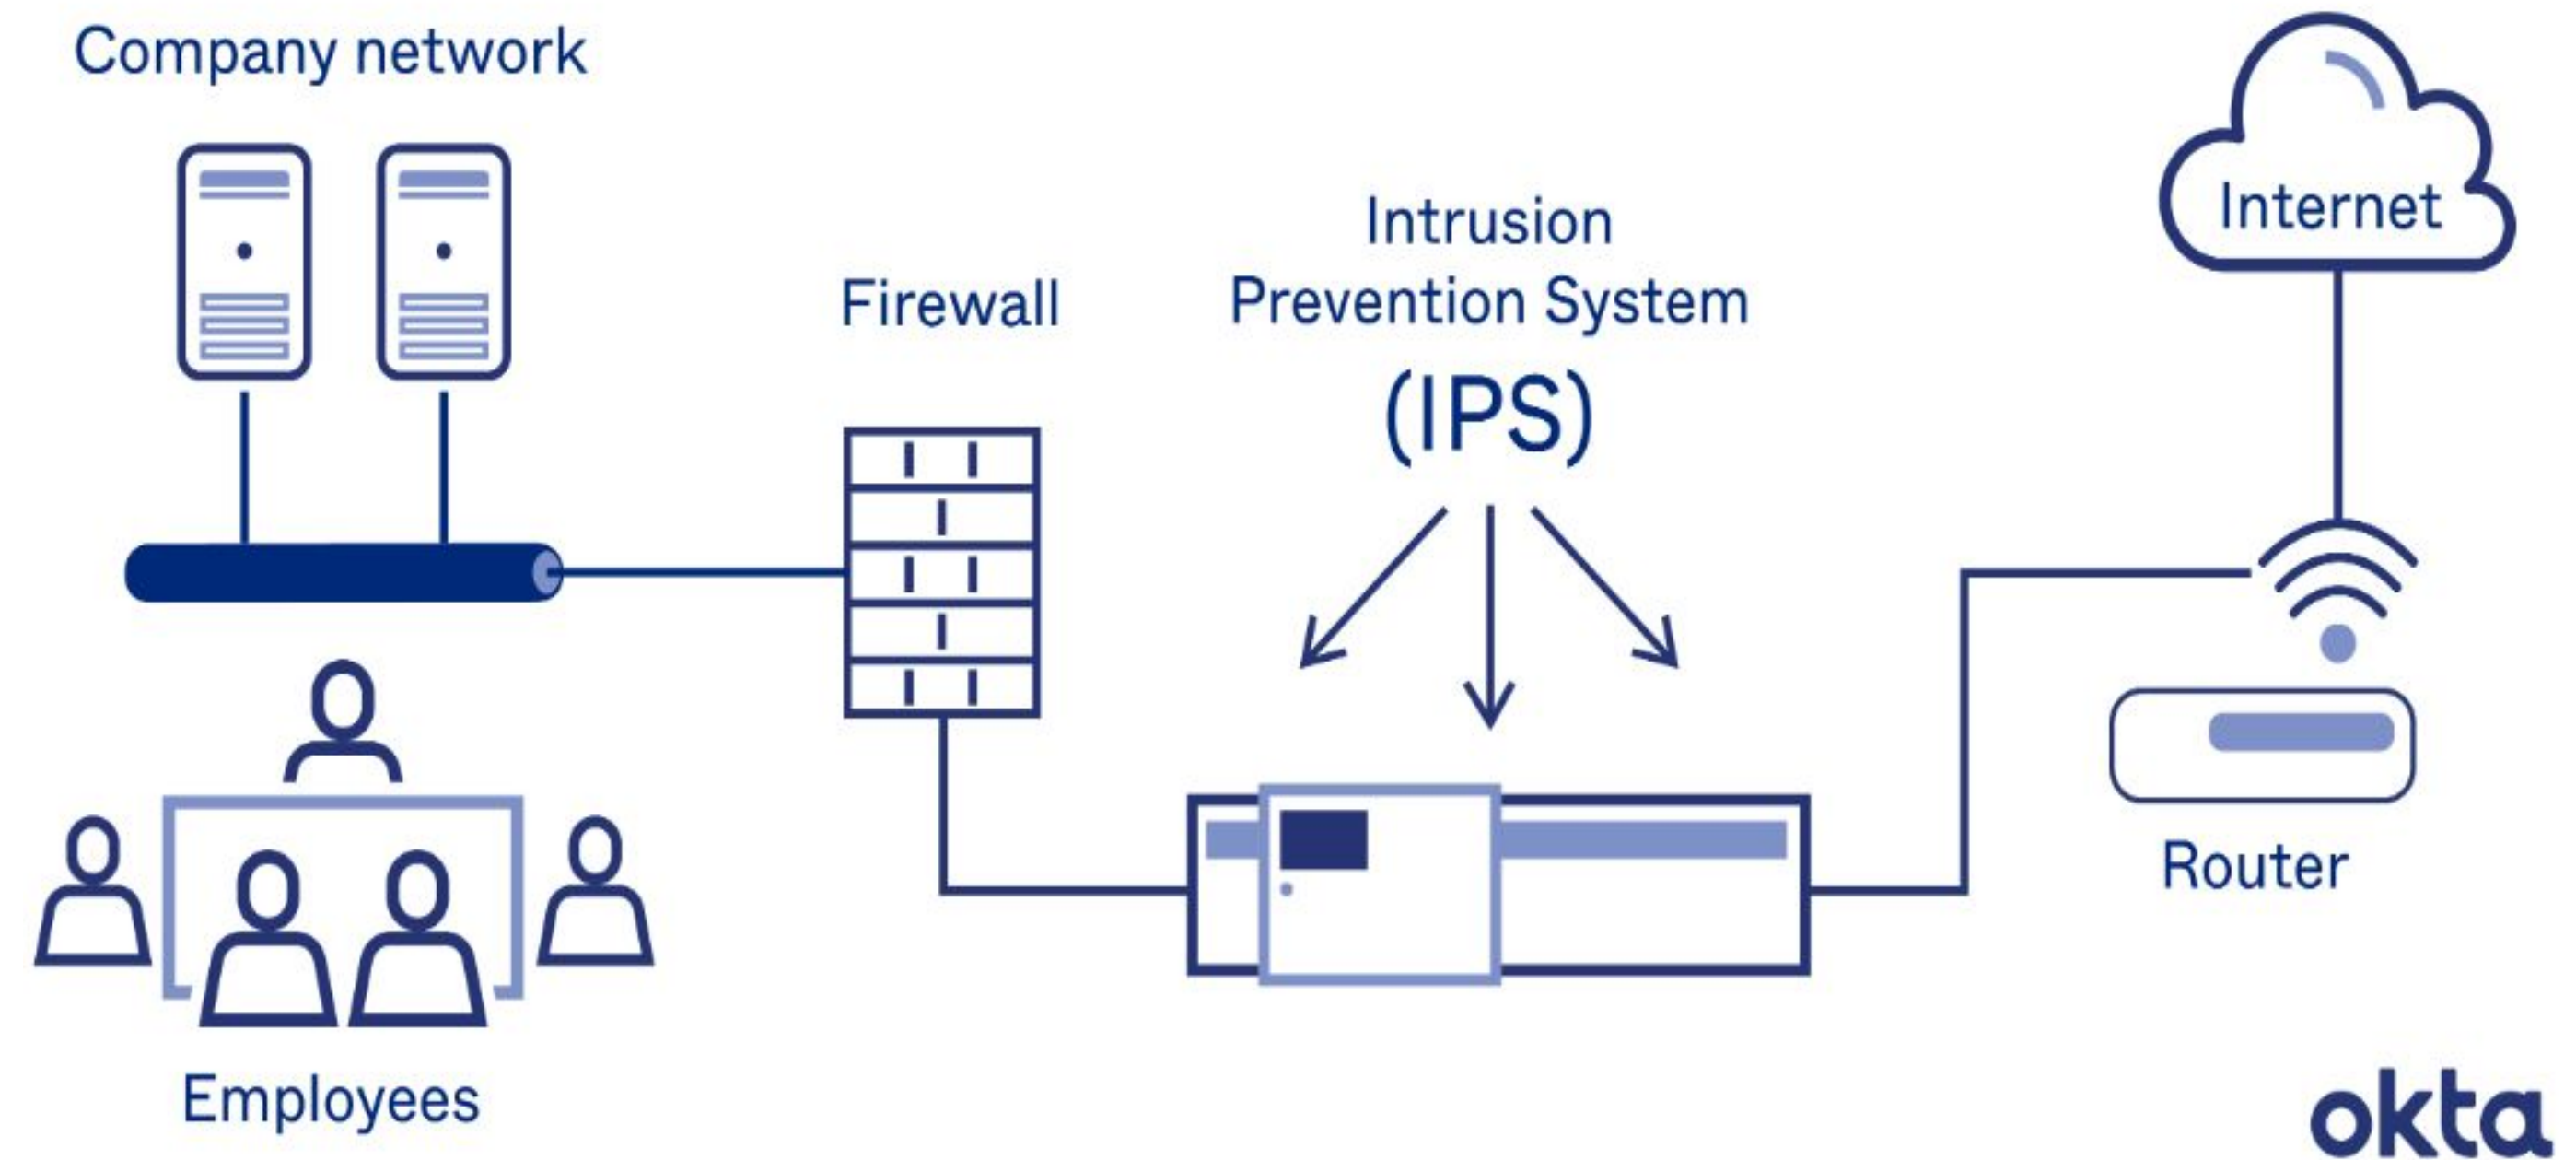 Company network
Internet
Intrusion
Prevention System
(IPS)
Firewall
Router
Employees
okta